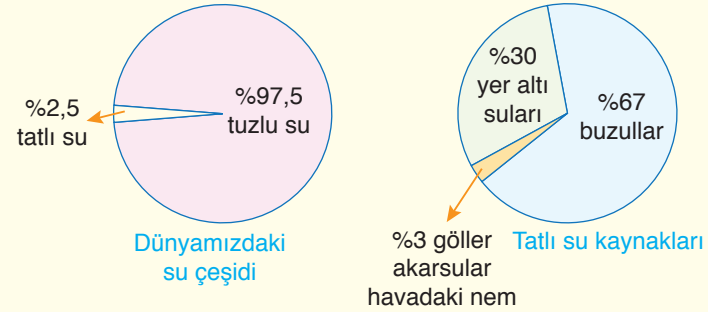 %2,5
tatlı su
%97,5
tuzlu su
Dünyamızdaki
su çeşidi
%30
yer altı
suları
%67
buzullar
%3 göller
akarsular
havadaki nem
Tatlı su kaynakları